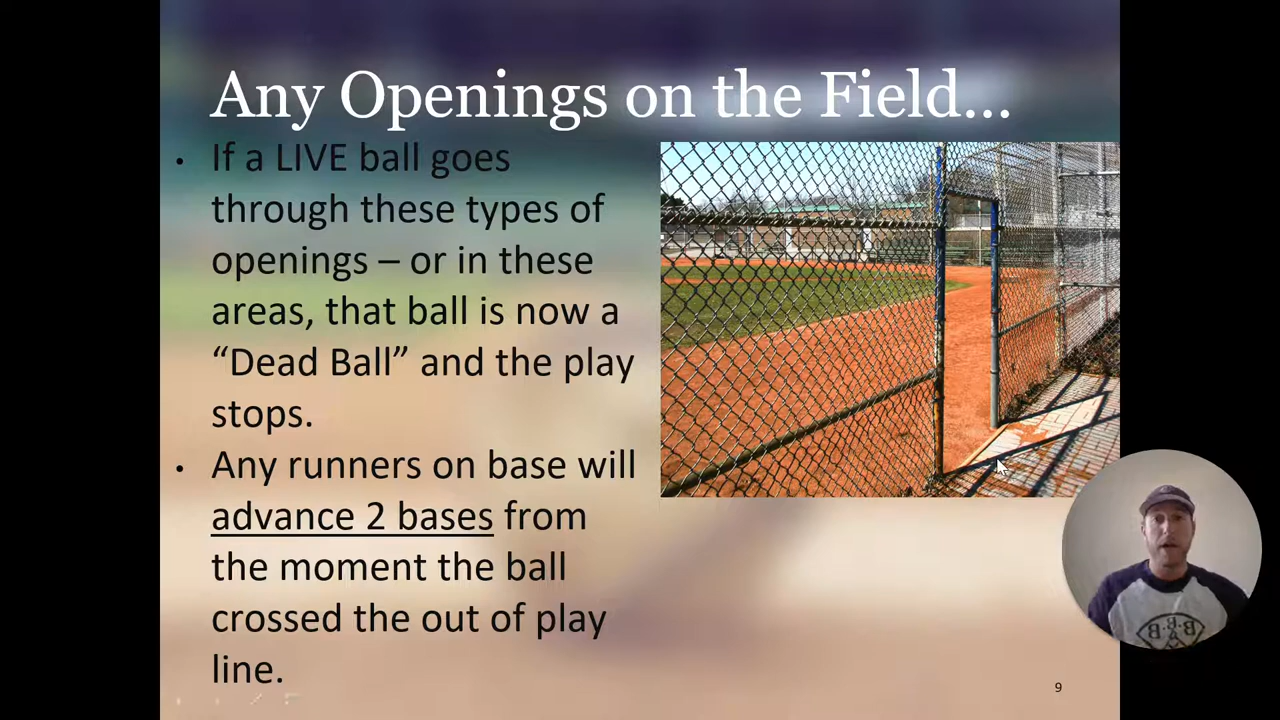 Any Openings on the Field...
• If a LIVE ball goes
through these types of
openings – or in these
areas, that ball is now a
“Dead Ball” and the play
stops.
• Any runners on base will
advance 2 bases from
the moment the ball
crossed the out of play
line.
9